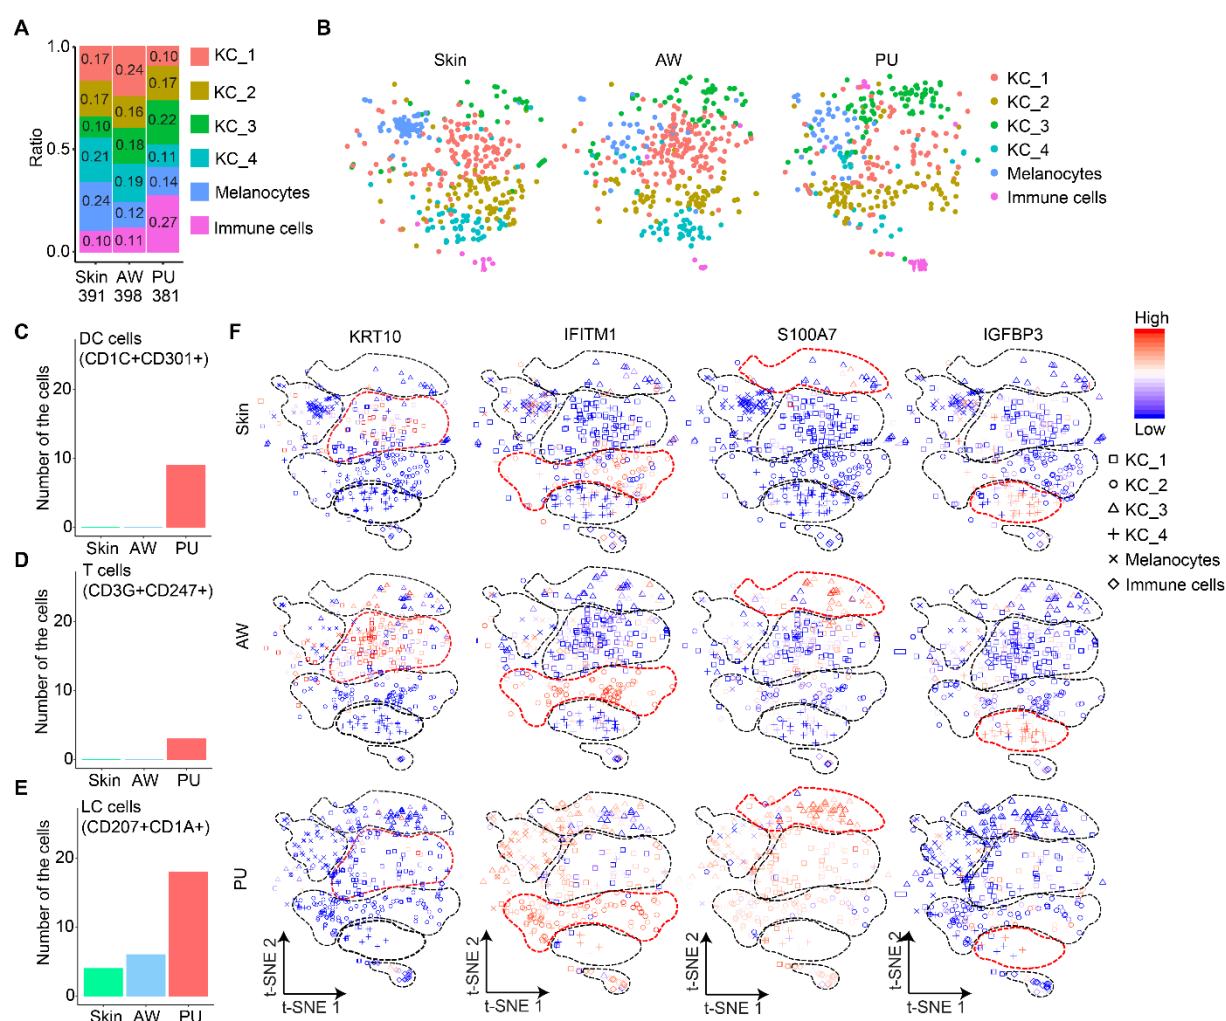 A
1.0
0.5
0.0
Ratio
0.17
0.17
0.10
0.21
0.24
0.10
0.24
0.16
0.18
0.19
0.12
0.11
0.10
0.17
0.22
0.11
0.14
0.27
Skin AW PU
391 398 381
KC_1
KC_2
KC_3
KC_4
Melanocytes
Immune cells
B
Skin AW PU
KC_1
KC_2
KC_3
KC_4
Melanocytes
Immune cells
C
DC cells
(CD1C+CD301+)
Number of the cells
20
10
0
Skin AW PU
D
T cells
(CD3G+CD247+)
Number of the cells
20
10
0
Skin AW PU
E
LC cells
(CD207+CD1A+)
Number of the cells
20
10
0
Skin AW PU
F
KRT10 IFITM1 S100A7 IGFBP3
Skin
AW
PU
t-SNE 2
t-SNE 1
t-SNE 2
t-SNE 1
t-SNE 2
t-SNE 1
t-SNE 2
t-SNE 1
High
Low
KC_1
KC_2
KC_3
KC_4
Melanocytes
Immune cells